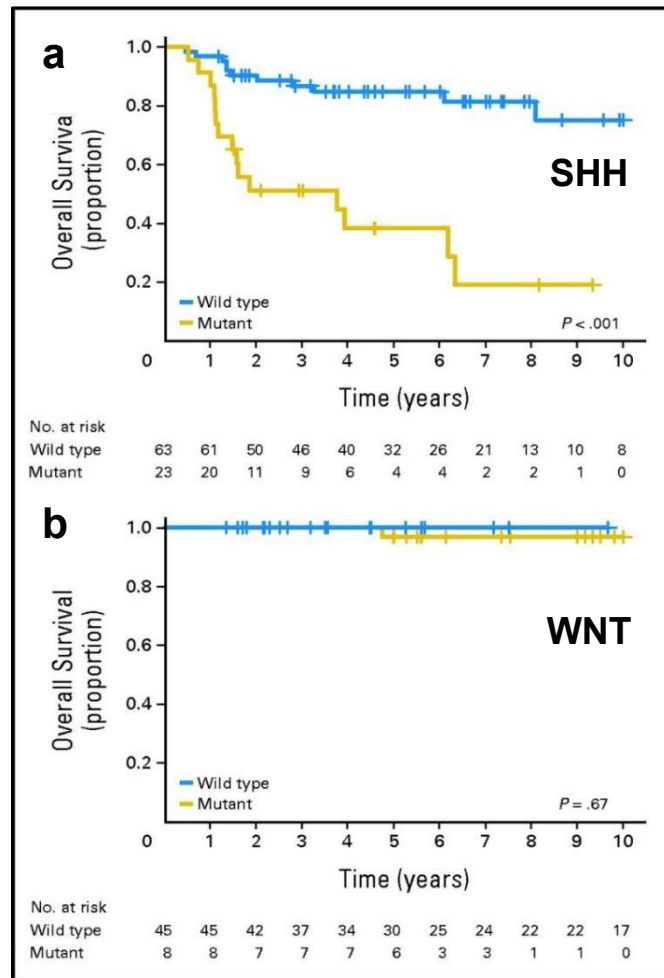 a
1.0
0.8
0.6
0.4
0.2
0
Overall Surviva
(proportion)
SHH
Wild type
Mutant
P < .001
1 2 3 4 5 6 7 8 9 10
Time (years)
No. at risk
Wild type 63 61 50 46 40 32 26 21 13 10 8
Mutant 23 20 11 9 6 4 4 2 2 1 0
b
1.0
0.8
0.6
0.4
0.2
0
Overall Survival
(proportion)
WNT
Wild type
Mutant
P = .67
1 2 3 4 5 6 7 8 9 10
Time (years)
No. at risk
Wild type 45 45 42 37 34 30 25 24 22 22 17
Mutant 8 8 7 7 7 6 3 3 1 1 0